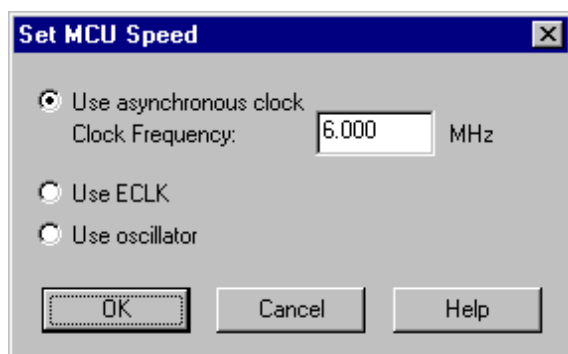 Set MCU Speed
Use asynchronous clock
Clock Frequency: 6.000 MHz
Use ECLK
Use oscillator
OK Cancel Help